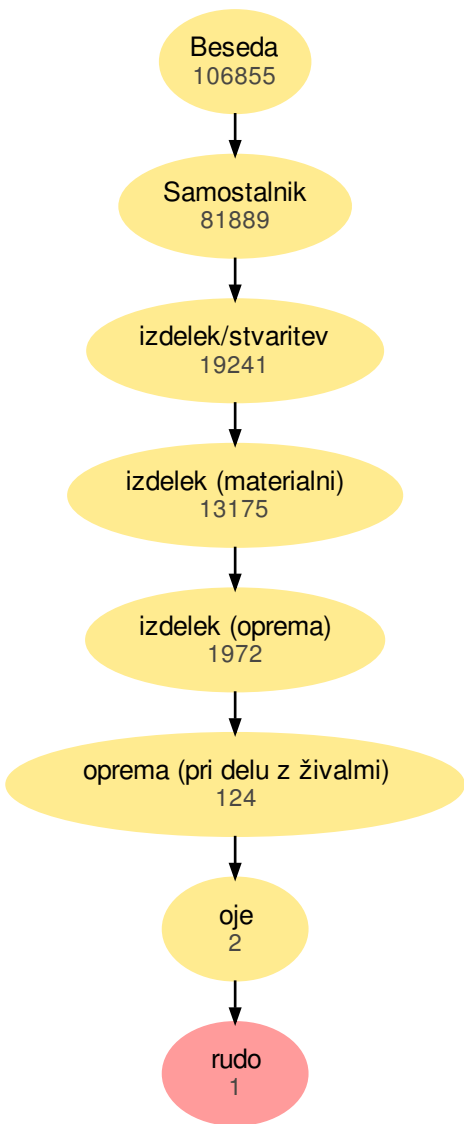 Beseda
106855
Samostalnik
81889
izdelek/stvaritev
19241
izdelek (materialni)
13175
izdelek (oprema)
1972
oprema (pri delu z živalmi)
124
oje
2
rudo
1